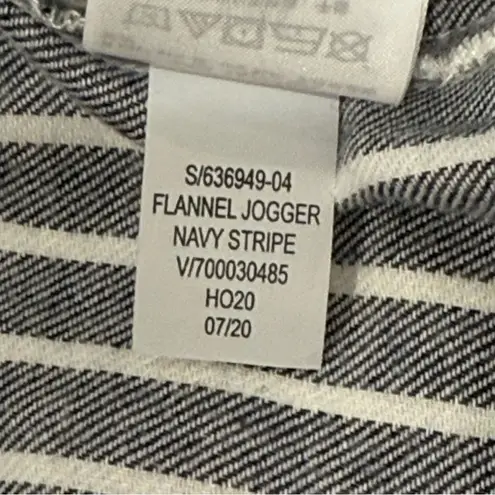 S/636949-04
FLANNEL JOGGER
NAVY STRIPE
V/700030485
HO20
07/20